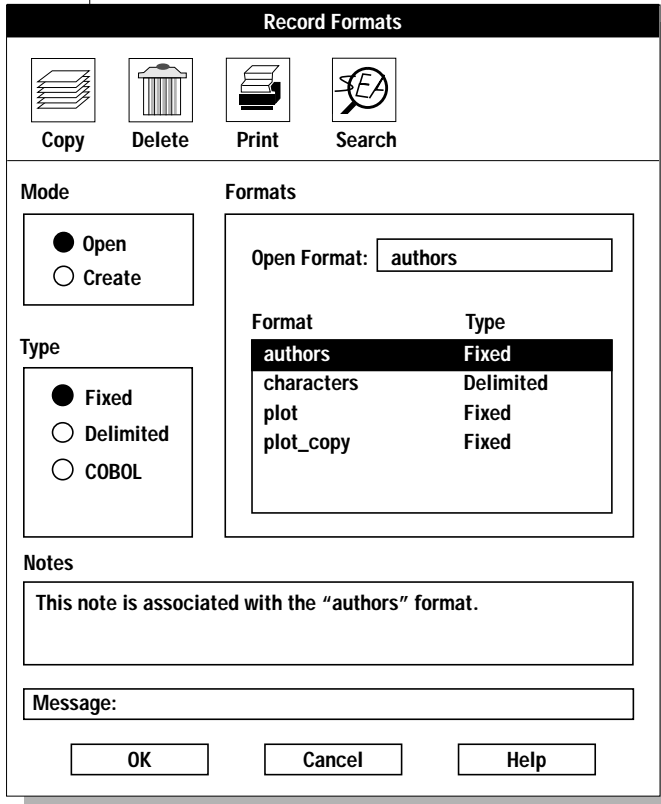 Record Formats
Copy Delete Print Search
SEA
Mode
Open
Create
Type
Fixed
Delimited
COBOL
Formats
Open Format: authors
Format Type
authors Fixed
characters Delimited
plot Fixed
plot_copy Fixed
Notes
This note is associated with the “authors” format.
Message:
OK Cancel Help